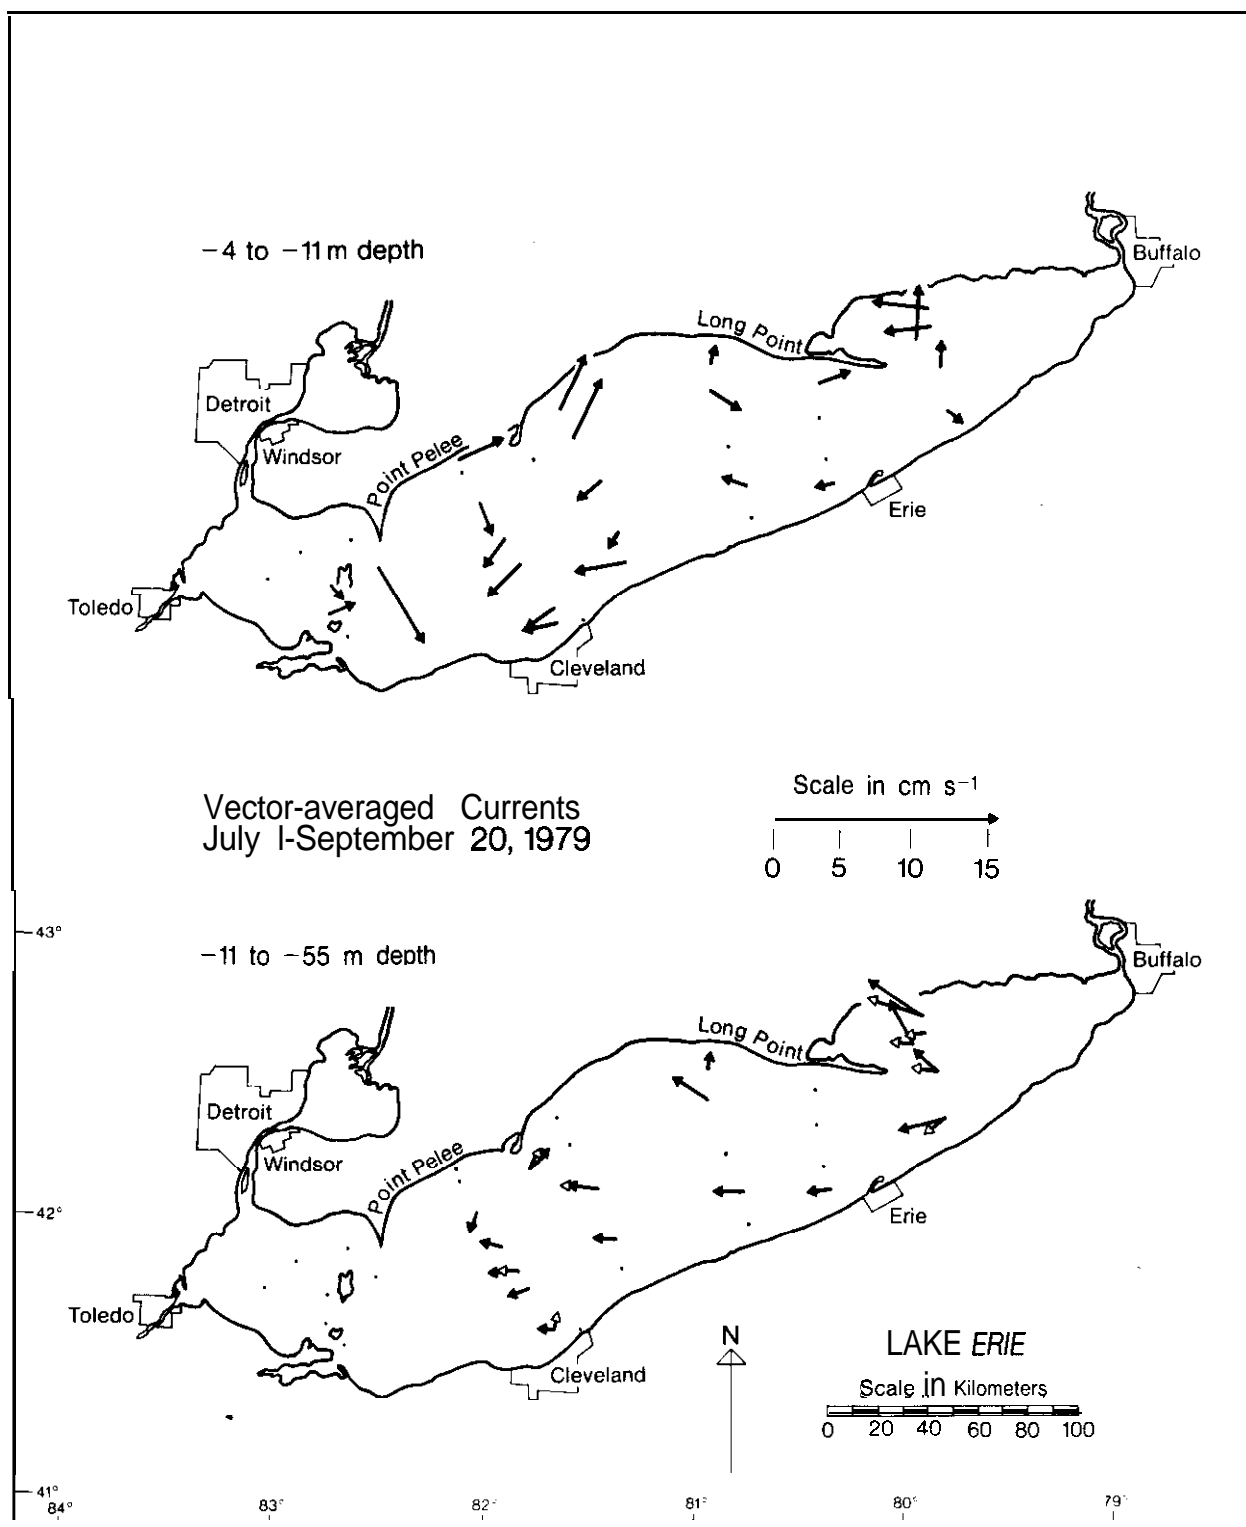 −4 to −11 m depth
Buffalo
Long Point
Detroit
Windsor
Point Pelee
Erie
Toledo
Cleveland
Vector-averaged Currents
July I-September 20, 1979
Scale in cm s−1
0 5 10 15
43°
−11 to −55 m depth
Buffalo
Long Point
Detroit
Windsor
Point Pelee
42°
Erie
Toledo
Cleveland
N
LAKE ERIE
Scale in Kilometers
0 20 40 60 80 100
41°
84° 83° 82° 81° 80° 79°